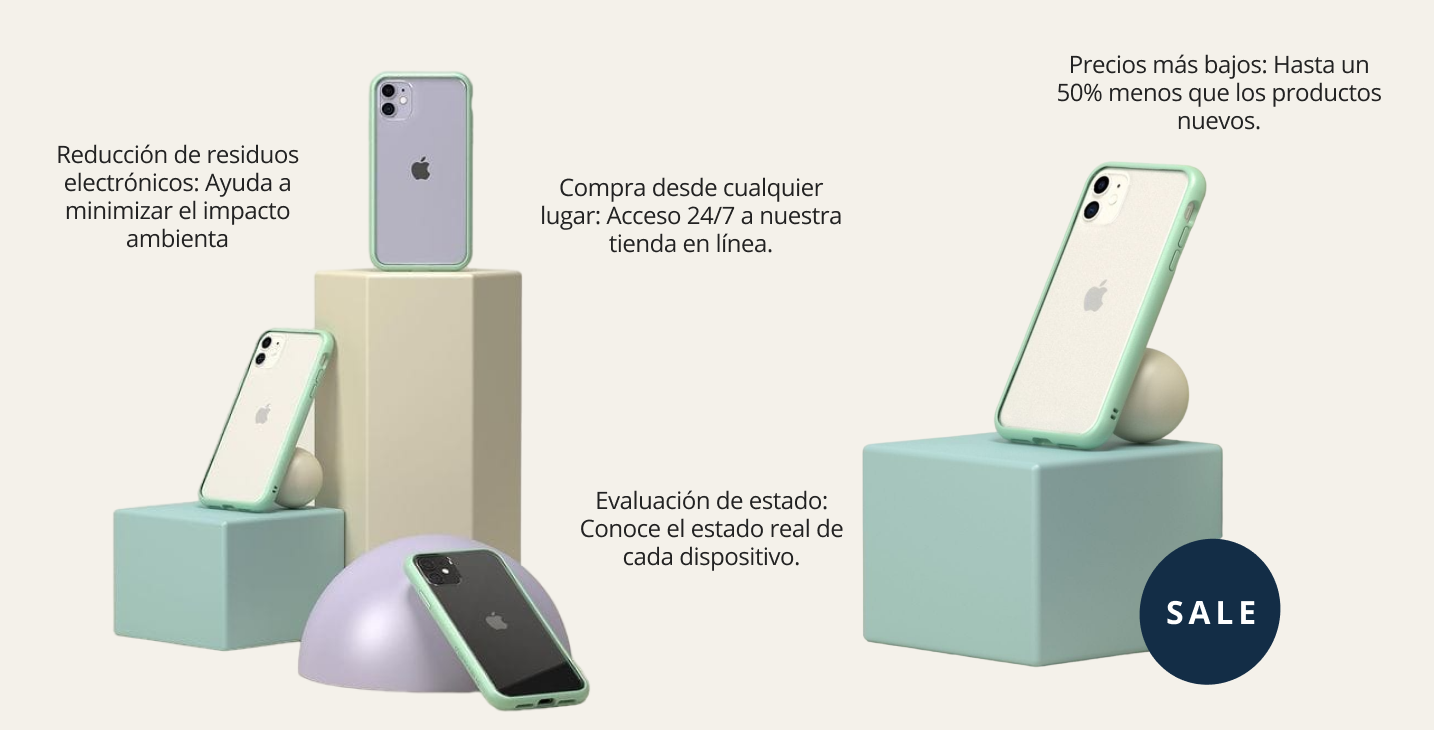 Reducción de residuos
electrónicos: Ayuda a
minimizar el impacto
ambienta
Compra desde cualquier
lugar: Acceso 24/7 a nuestra
tienda en línea.
Evaluación de estado:
Conoce el estado real de
cada dispositivo.
Precios más bajos: Hasta un
50% menos que los productos
nuevos.
SALE